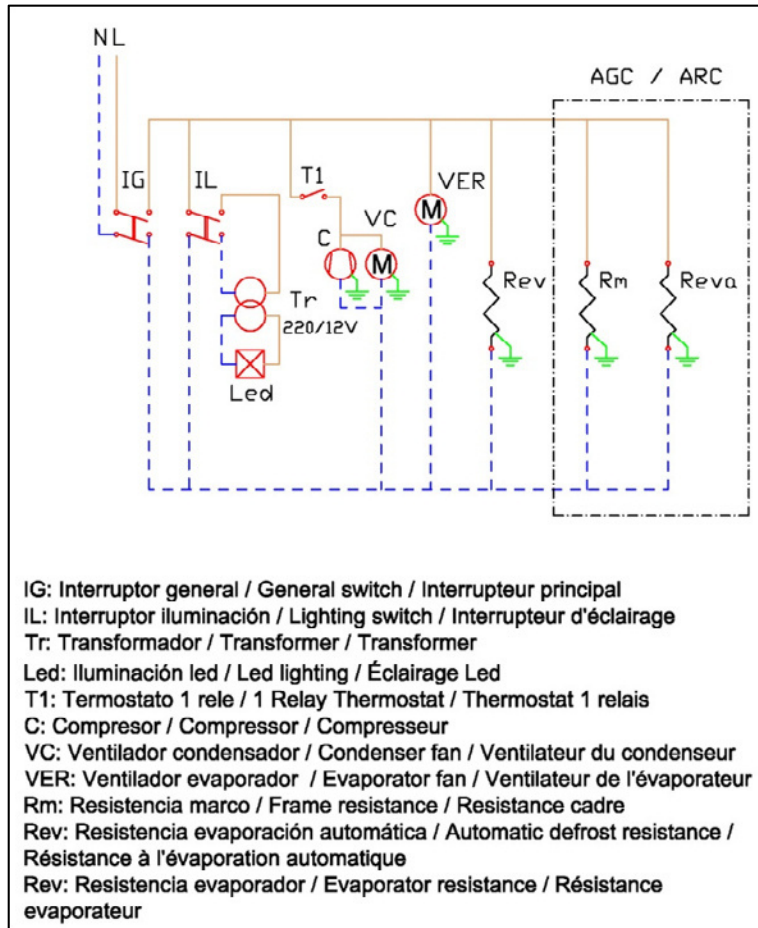 NL
AGC / ARC
IG
IL
T1
VER
VC
C
Rev
Rm
Reva
Tr
220/12V
Led
IG: Interruptor general / General switch / Interrupteur principal
IL: Interruptor iluminación / Lighting switch / Interrupteur d'éclairage
Tr: Transformador / Transformer / Transformer
Led: Iluminación led / Led lighting / Éclairage Led
T1: Termostato 1 rele / 1 Relay Thermostat / Thermostat 1 relais
C: Compresor / Compressor / Compresseur
VC: Ventilador condensador / Condenser fan / Ventilateur du condenseur
VER: Ventilador evaporador / Evaporator fan / Ventilateur de l'évaporateur
Rm: Resistencia marco / Frame resistance / Resistance cadre
Rev: Resistencia evaporación automática / Automatic defrost resistance /
Résistance à l'évaporation automatique
Rev: Resistencia evaporador / Evaporator resistance / Résistance
evaporateur
M
M